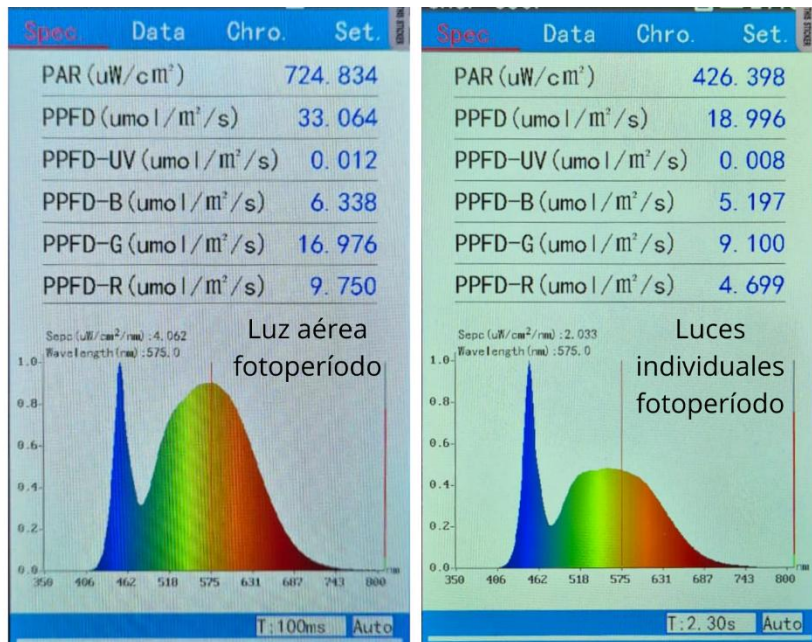 Spec. Data Chro. Set.
PAR(uW/cm²) 724.834
PPFD(umol/m²/s) 33.064
PPFD-UV(umol/m²/s) 0.012
PPFD-B(umol/m²/s) 6.338
PPFD-G(umol/m²/s) 16.976
PPFD-R(umol/m²/s) 9.750
Sepc(uW/cm²/nm):4.062
Wavelength(nm):575.0
Luz aérea
fotoperíodo
1.0
0.8
0.6
0.4
0.2
0.0
350 406 462 518 575 631 687 743 800 nm
T:100ms Auto
Spec. Data Chro. Set.
PAR(uW/cm²) 426.398
PPFD(umol/m²/s) 18.996
PPFD-UV(umol/m²/s) 0.008
PPFD-B(umol/m²/s) 5.197
PPFD-G(umol/m²/s) 9.100
PPFD-R(umol/m²/s) 4.699
Sepc(uW/cm²/nm):2.033
Wavelength(nm):575.0
Luces
individuales
fotoperíodo
1.0
0.8
0.6
0.4
0.2
0.0
350 406 462 518 575 631 687 743 800 nm
T:2.30s Auto